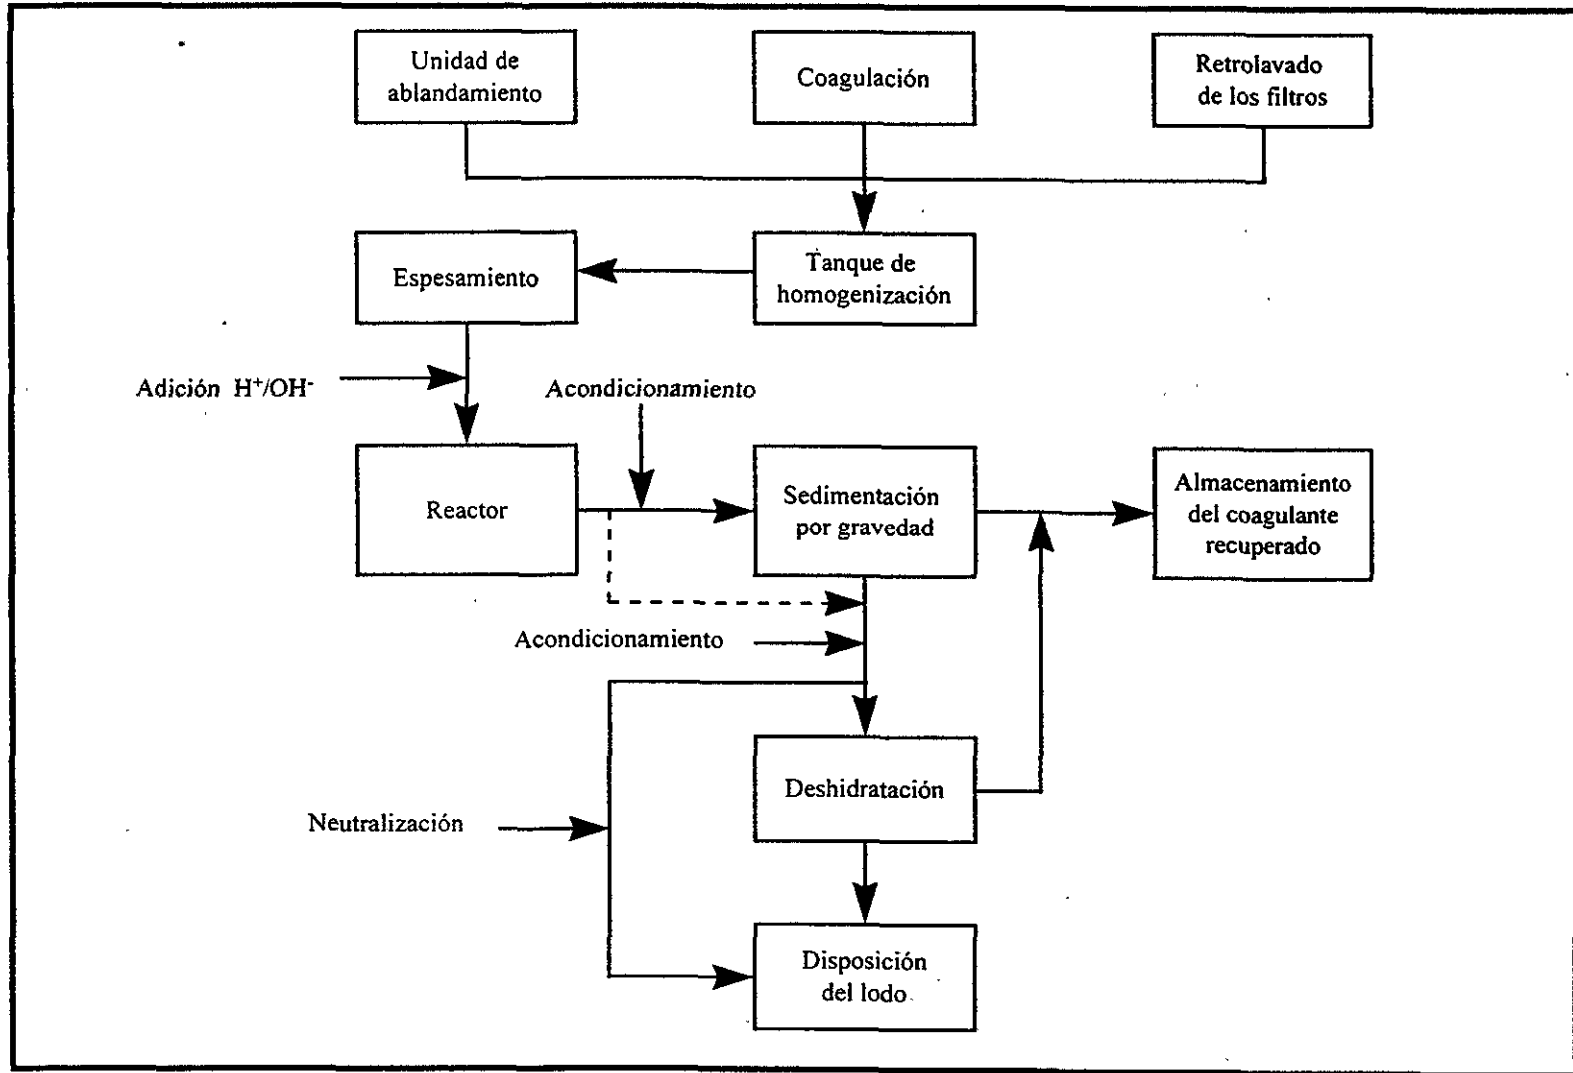 Unidad de
ablandamiento
Coagulación
Retrolavado
de los filtros
Espesamiento
Tanque de
homogenización
Adición H⁺/OH⁻
Acondicionamiento
Reactor
Sedimentación
por gravedad
Almacenamiento
del coagulante
recuperado
Acondicionamiento
Deshidratación
Neutralización
Disposición
del lodo